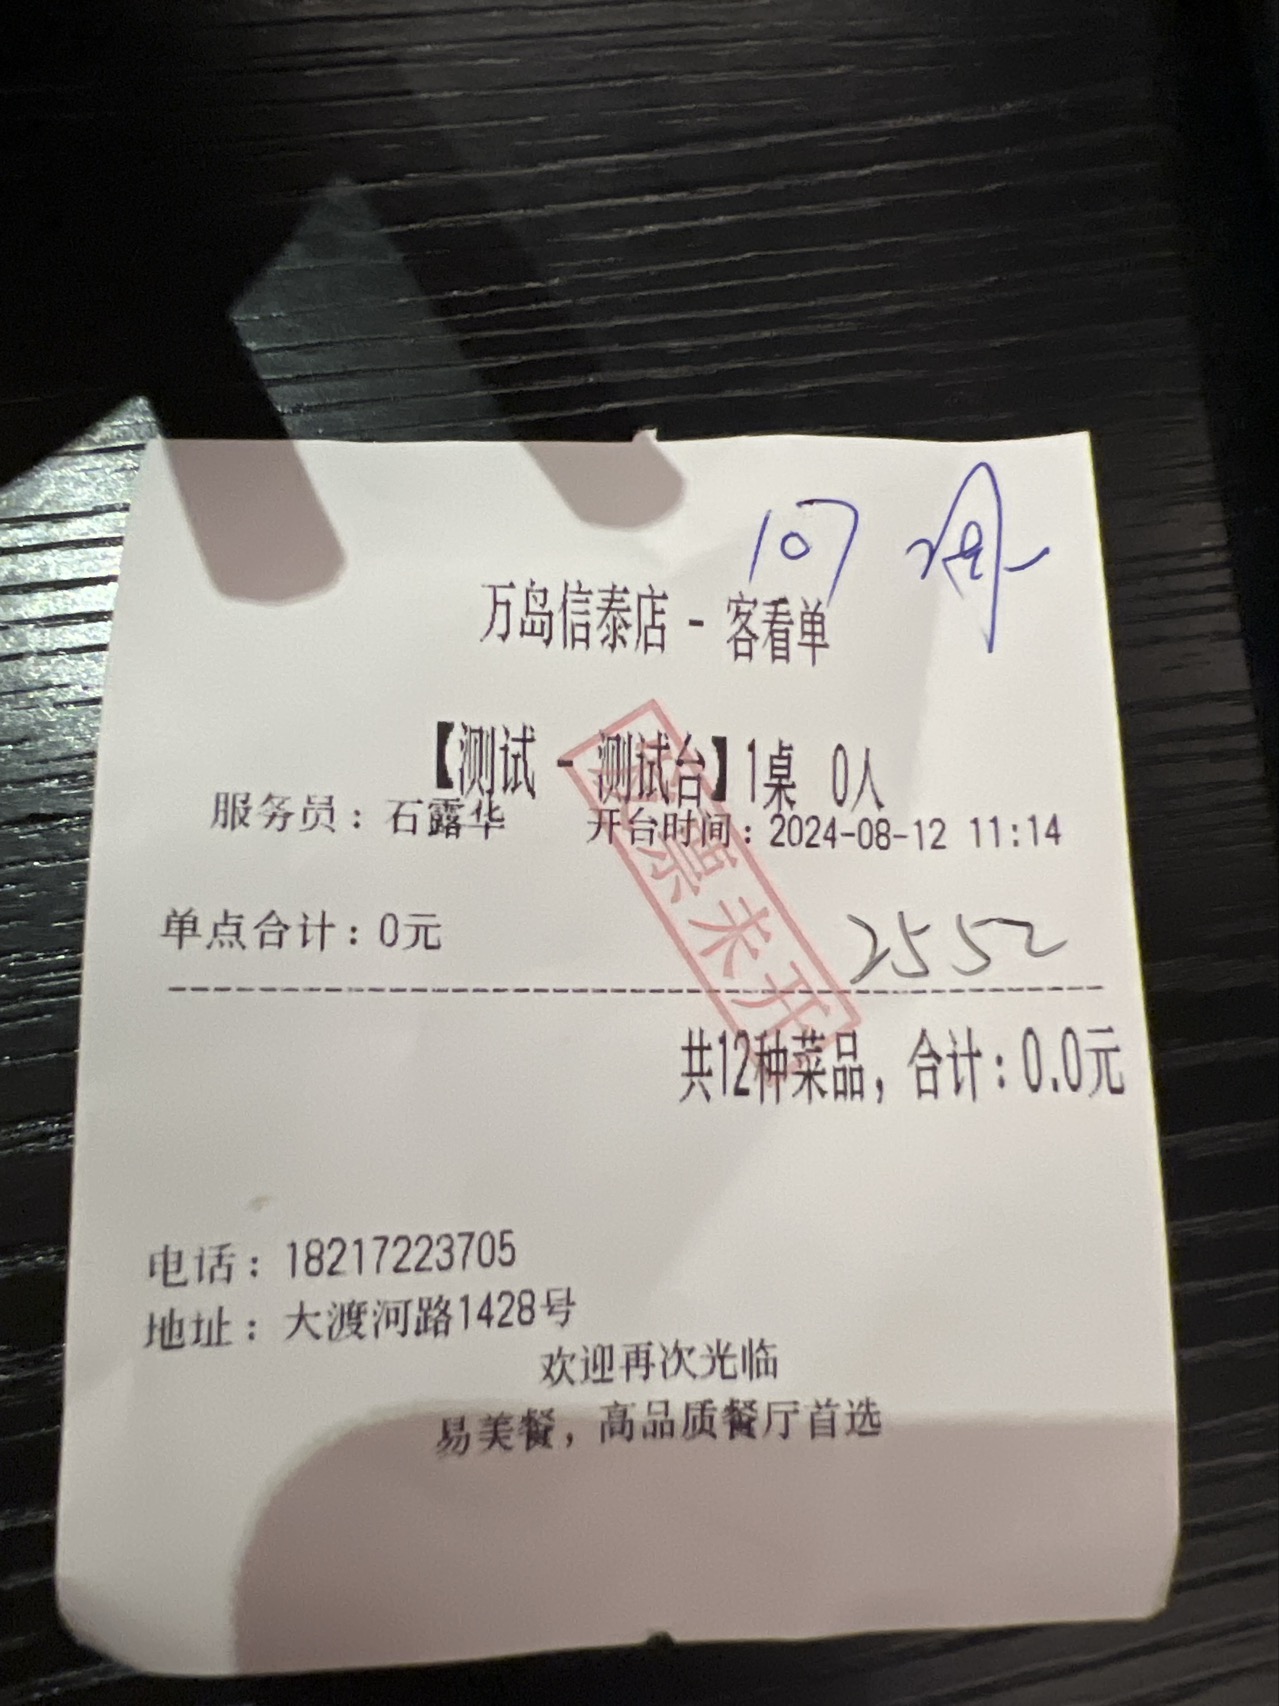 107
万岛信泰店 - 客看单
【测试 - 测试台】1桌 0人
服务员：石露华 开台时间：2024-08-12 11:14
发票未开
单点合计：0元
2552
共12种菜品，合计：0.0元
电话：18217223705
地址：大渡河路1428号
欢迎再次光临
易美餐，高品质餐厅首选